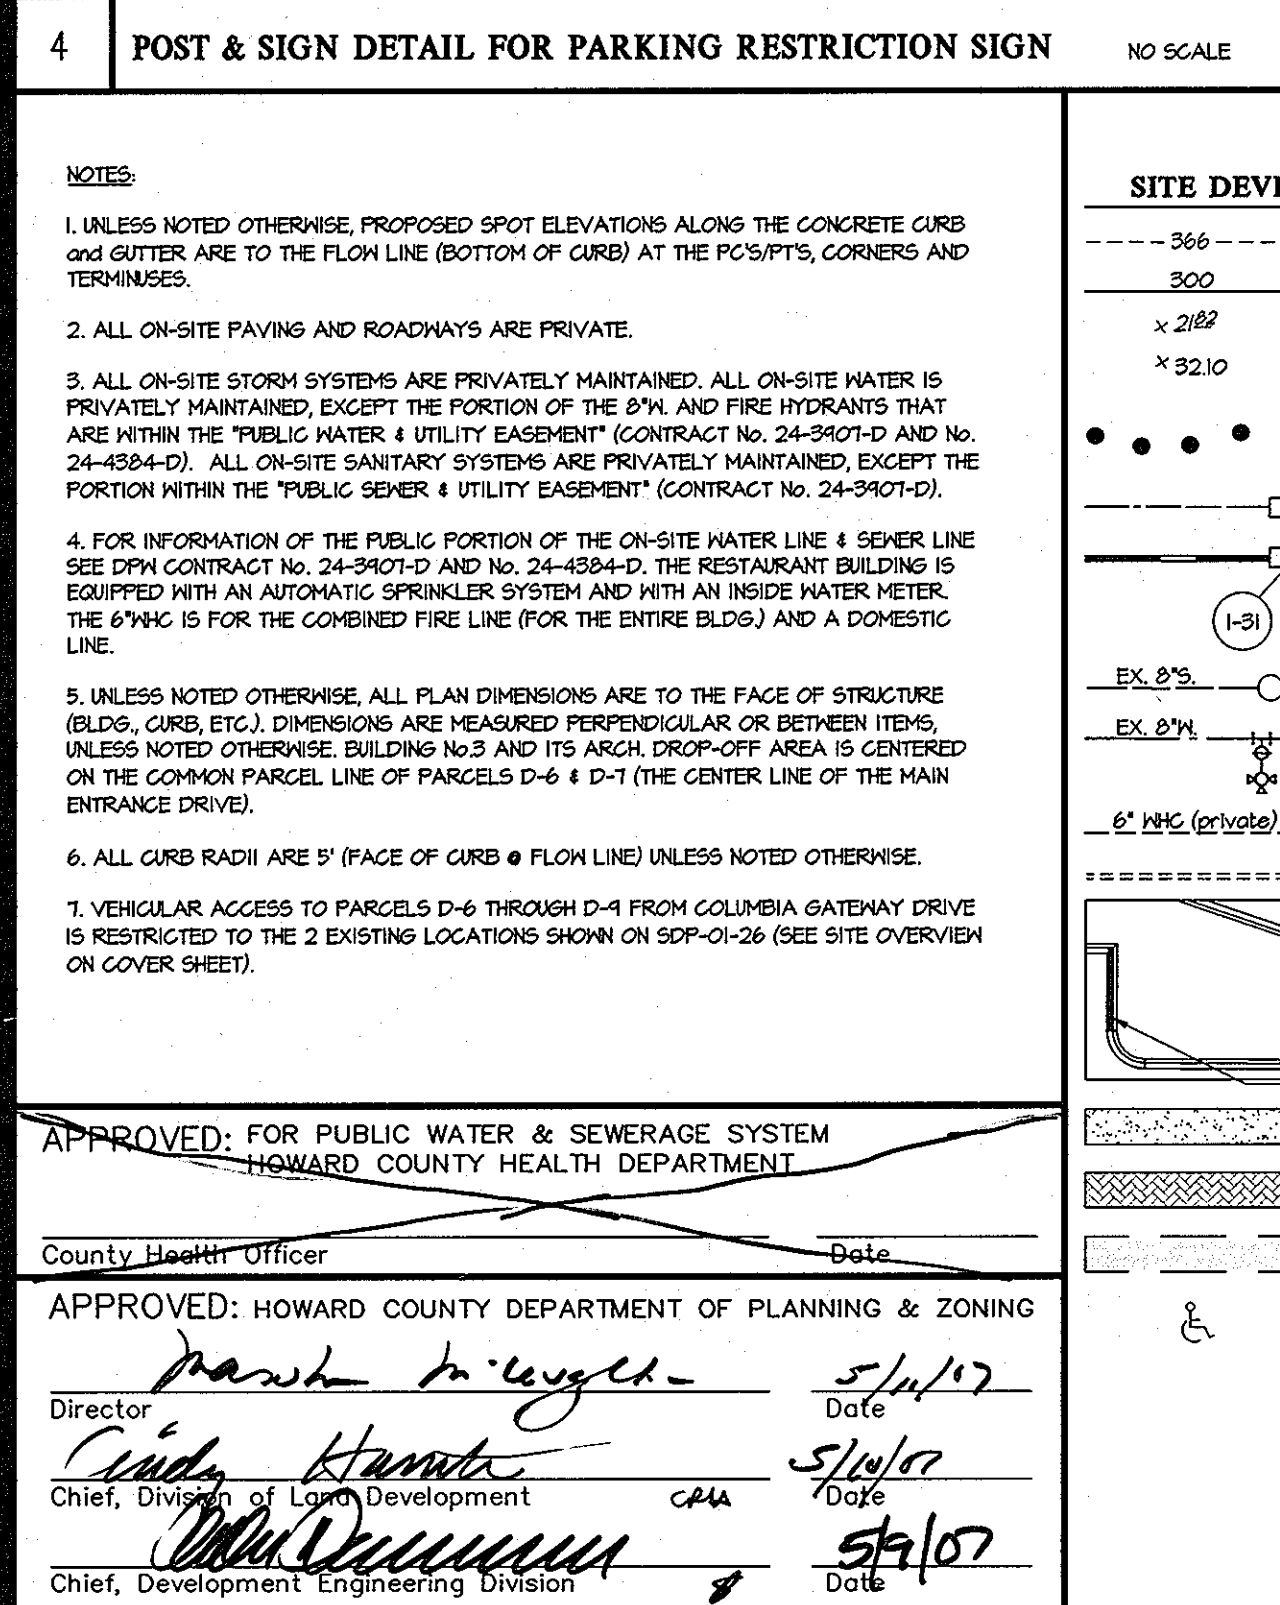 4 POST & SIGN DETAIL FOR PARKING RESTRICTION SIGN NO SCALE
NOTES:
1. UNLESS NOTED OTHERWISE, PROPOSED SPOT ELEVATIONS ALONG THE CONCRETE CURB
and GUTTER ARE TO THE FLOW LINE (BOTTOM OF CURB) AT THE PC'S/PT'S, CORNERS AND
TERMINUSES.
2. ALL ON-SITE PAVING AND ROADWAYS ARE PRIVATE.
3. ALL ON-SITE STORM SYSTEMS ARE PRIVATELY MAINTAINED. ALL ON-SITE WATER IS
PRIVATELY MAINTAINED, EXCEPT THE PORTION OF THE 8"W. AND FIRE HYDRANTS THAT
ARE WITHIN THE "PUBLIC WATER & UTILITY EASEMENT" (CONTRACT No. 24-3907-D AND No.
24-4384-D). ALL ON-SITE SANITARY SYSTEMS ARE PRIVATELY MAINTAINED, EXCEPT THE
PORTION WITHIN THE "PUBLIC SEWER & UTILITY EASEMENT" (CONTRACT No. 24-3907-D).
4. FOR INFORMATION OF THE PUBLIC PORTION OF THE ON-SITE WATER LINE & SEWER LINE
SEE DPW CONTRACT No. 24-3907-D AND No. 24-4384-D. THE RESTAURANT BUILDING IS
EQUIPPED WITH AN AUTOMATIC SPRINKLER SYSTEM AND WITH AN INSIDE WATER METER.
THE 6"WHC IS FOR THE COMBINED FIRE LINE (FOR THE ENTIRE BLDG.) AND A DOMESTIC
LINE.
5. UNLESS NOTED OTHERWISE, ALL PLAN DIMENSIONS ARE TO THE FACE OF STRUCTURE
(BLDG., CURB, ETC.). DIMENSIONS ARE MEASURED PERPENDICULAR OR BETWEEN ITEMS,
UNLESS NOTED OTHERWISE. BUILDING No.3 AND ITS ARCH. DROP-OFF AREA IS CENTERED
ON THE COMMON PARCEL LINE OF PARCELS D-6 & D-7 (THE CENTER LINE OF THE MAIN
ENTRANCE DRIVE).
6. ALL CURB RADII ARE 5' (FACE OF CURB @ FLOW LINE) UNLESS NOTED OTHERWISE.
7. VEHICULAR ACCESS TO PARCELS D-6 THROUGH D-9 FROM COLUMBIA GATEWAY DRIVE
IS RESTRICTED TO THE 2 EXISTING LOCATIONS SHOWN ON SDP-01-26 (SEE SITE OVERVIEW
ON COVER SHEET).
APPROVED: FOR PUBLIC WATER & SEWERAGE SYSTEM
HOWARD COUNTY HEALTH DEPARTMENT
County Health Officer Date
APPROVED: HOWARD COUNTY DEPARTMENT OF PLANNING & ZONING
5/11/07
Director Date
Cindy 5/10/07
Chief, Division of Land Development Date
5/9/07
Chief, Development Engineering Division Date
SITE DEV
366
300
x 2182
x 32.10
1-31
EX. 8"S.
EX. 8"W.
6" WHC (private)